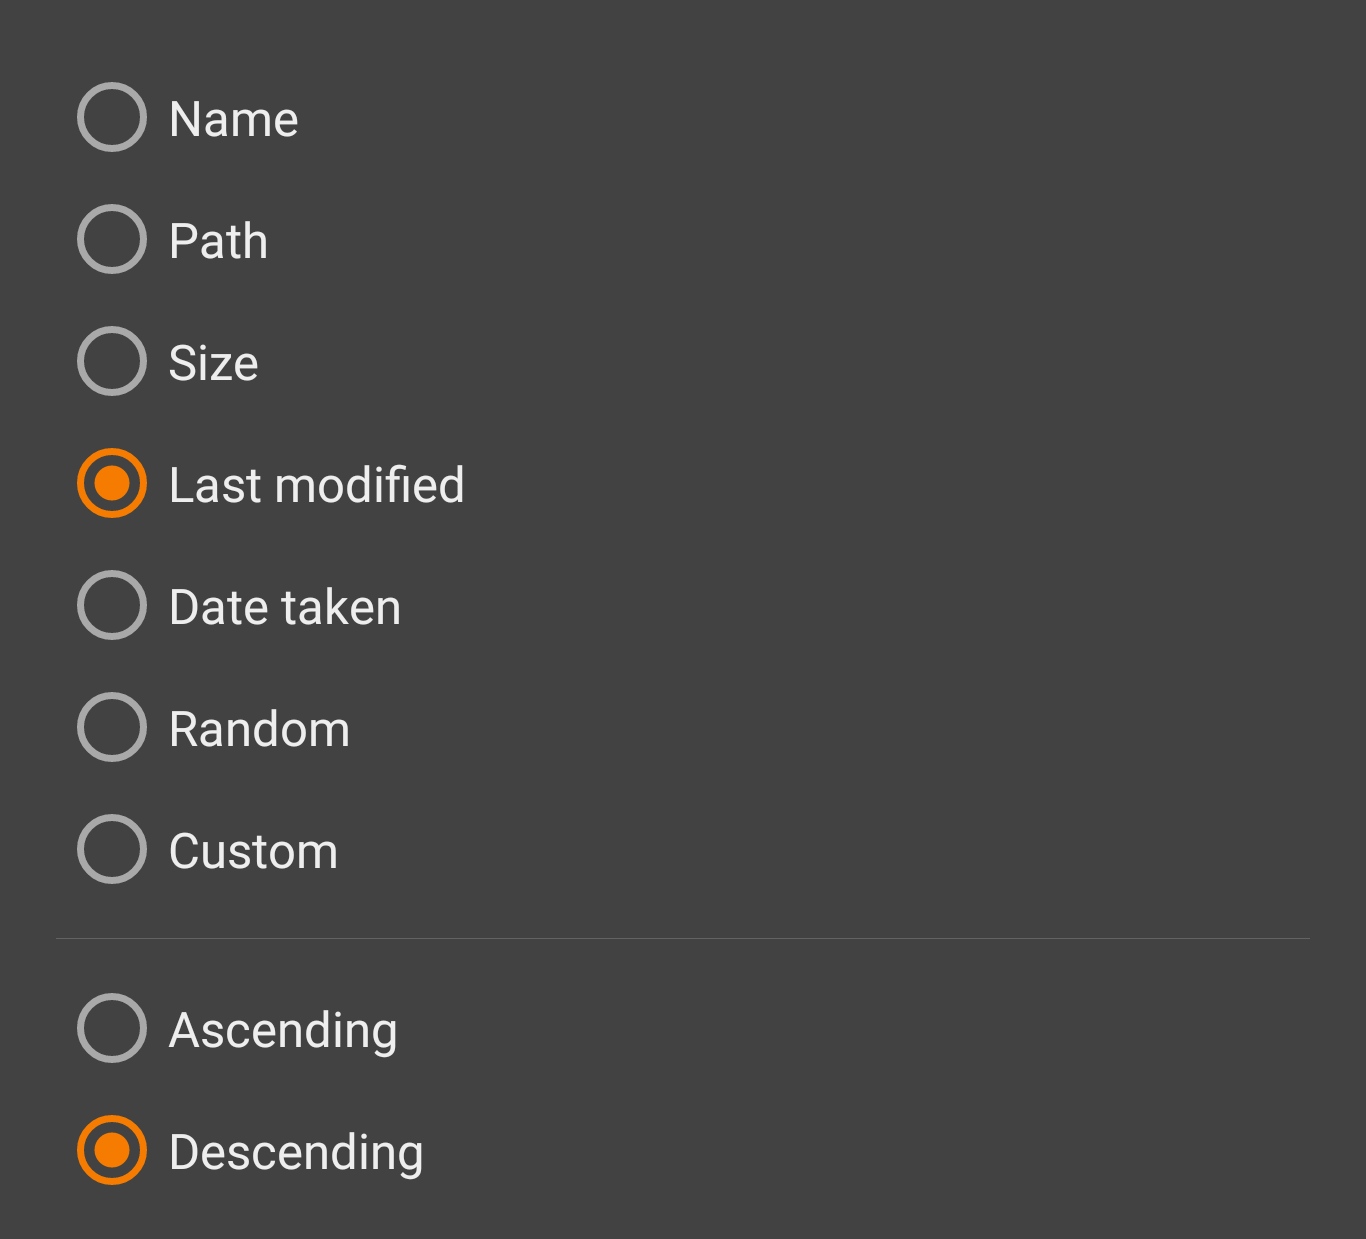 Name
Path
Size
Last modified
Date taken
Random
Custom
Ascending
Descending